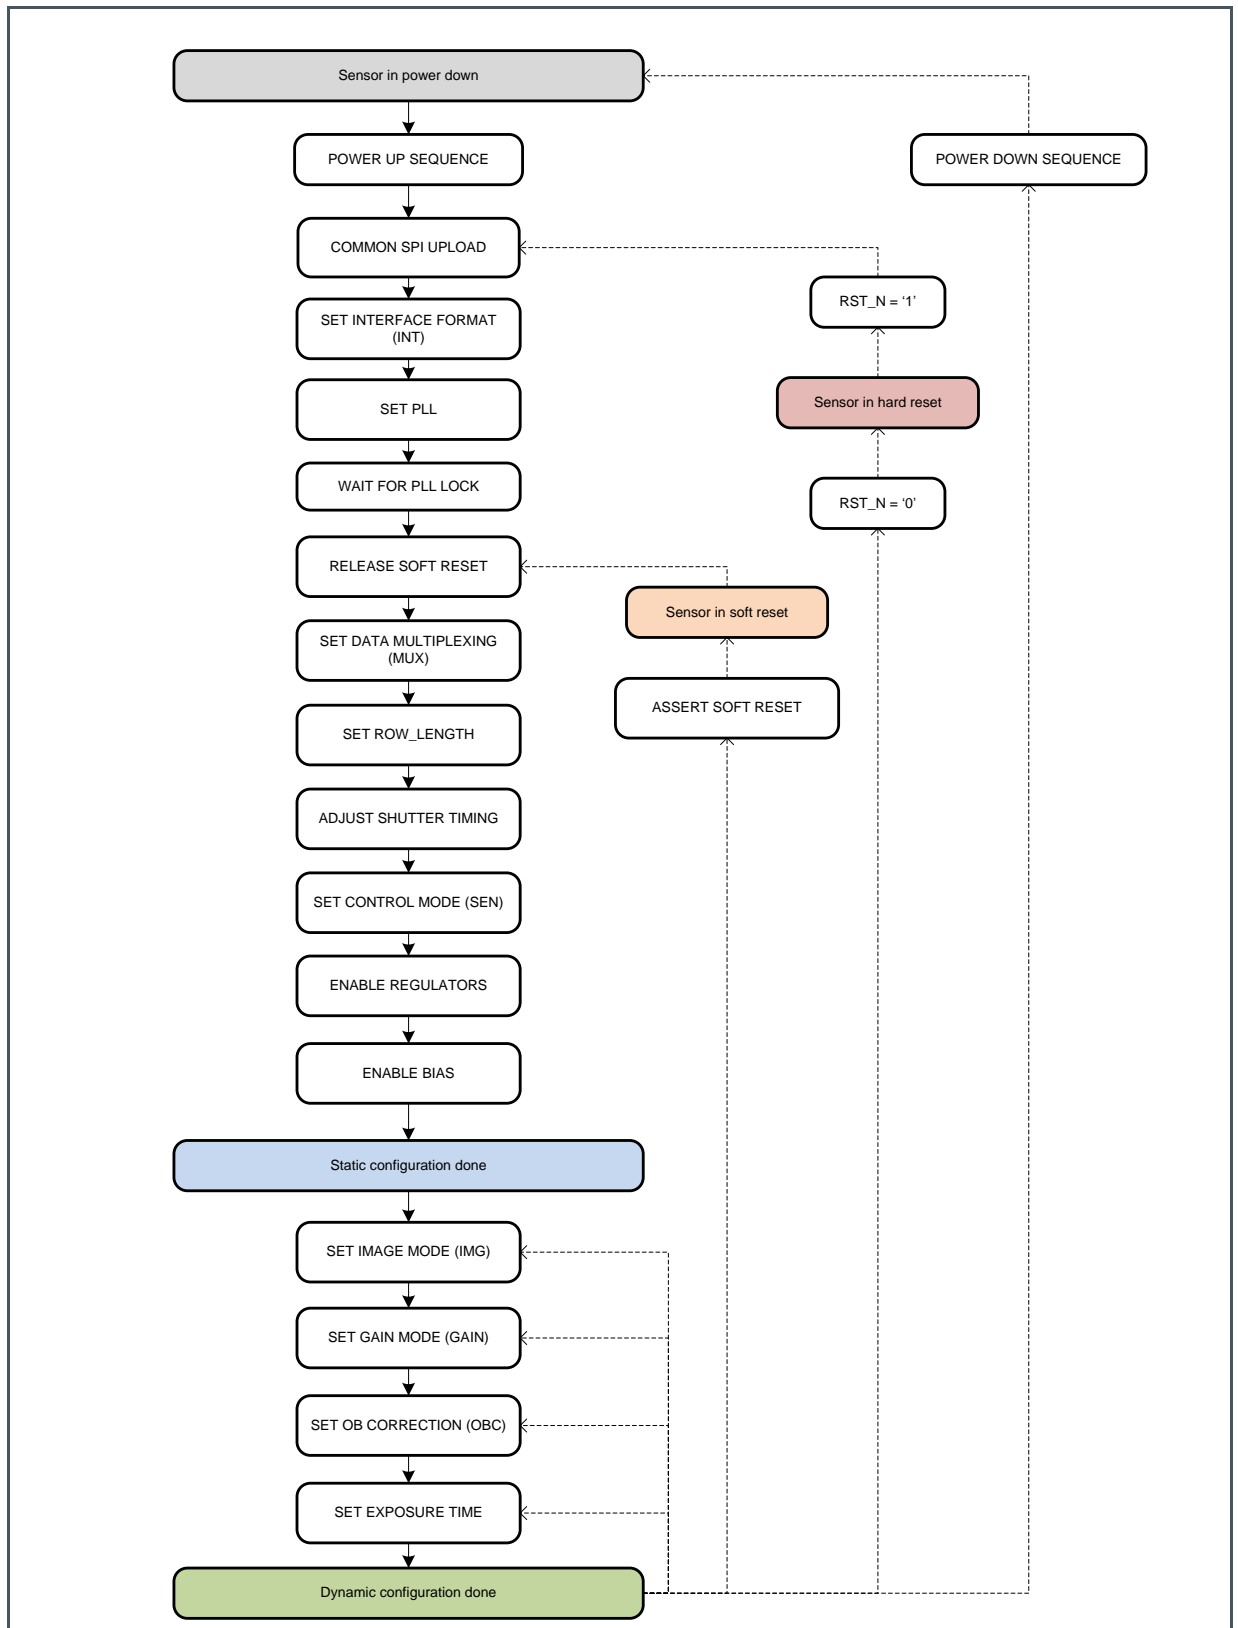 Sensor in power down
POWER UP SEQUENCE
POWER DOWN SEQUENCE
COMMON SPI UPLOAD
RST_N = ‘1’
SET INTERFACE FORMAT
(INT)
SET PLL
Sensor in hard reset
WAIT FOR PLL LOCK
RST_N = ‘0’
RELEASE SOFT RESET
Sensor in soft reset
SET DATA MULTIPLEXING
(MUX)
ASSERT SOFT RESET
SET ROW_LENGTH
ADJUST SHUTTER TIMING
SET CONTROL MODE (SEN)
ENABLE REGULATORS
ENABLE BIAS
Static configuration done
SET IMAGE MODE (IMG)
SET GAIN MODE (GAIN)
SET OB CORRECTION (OBC)
SET EXPOSURE TIME
Dynamic configuration done